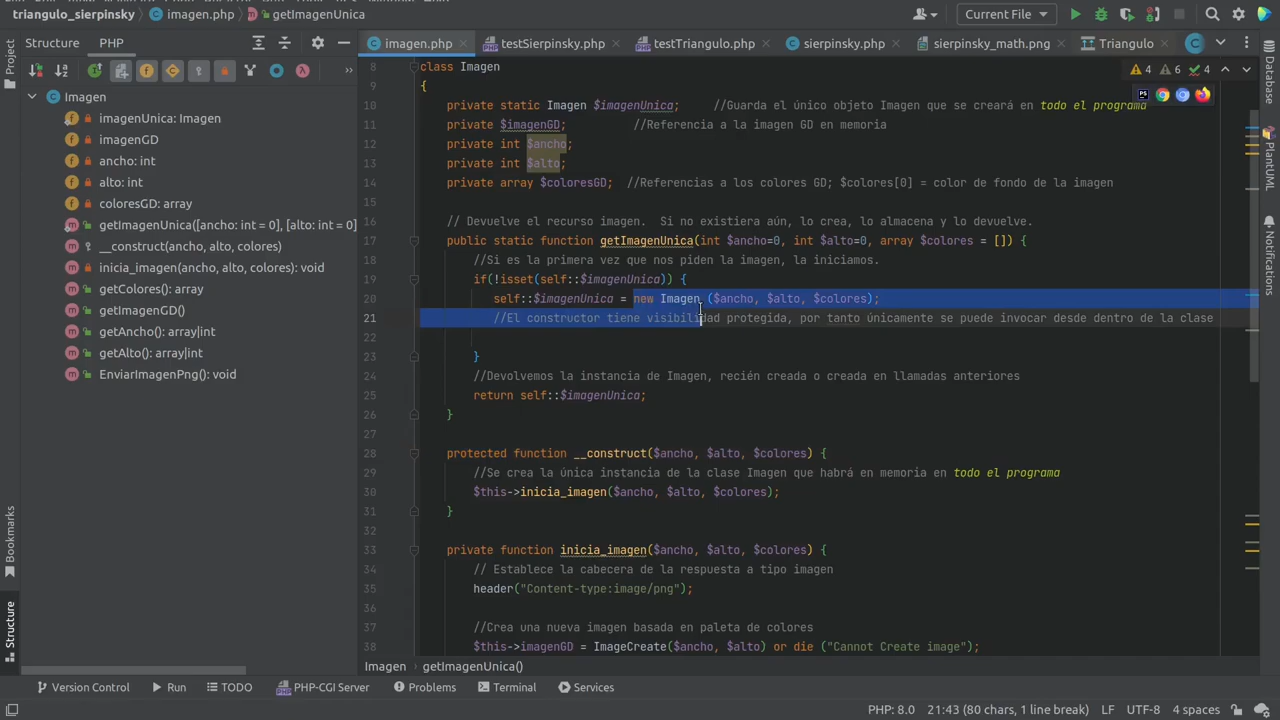 triangulo_sierpinsky
imagen.php
getImagenUnica
Current File
Project
Structure
PHP
imagen.php
testSierpinsky.php
testTriangulo.php
sierpinsky.php
sierpinsky_math.png
Triangulo
Imagen
imagenUnica: Imagen
imagenGD
ancho: int
alto: int
coloresGD: array
getImagenUnica([ancho: int = 0], [alto: int = 0]
__construct(ancho, alto, colores)
inicia_imagen(ancho, alto, colores): void
getColores(): array
getImagenGD()
getAncho(): array|int
getAlto(): array|int
EnviarImagenPng(): void
4 6 4
8 class Imagen
9 {
10 private static Imagen $imagenUnica; //Guarda el único objeto Imagen que se creará en todo el programa
11 private $imagenGD; //Referencia a la imagen GD en memoria
12 private int $ancho;
13 private int $alto;
14 private array $coloresGD; //Referencias a los colores GD; $colores[0] = color de fondo de la imagen
15
16 // Devuelve el recurso imagen. Si no existiera aún, lo crea, lo almacena y lo devuelve.
17 public static function getImagenUnica(int $ancho=0, int $alto=0, array $colores = []) {
18 //Si es la primera vez que nos piden la imagen, la iniciamos.
19 if(!isset(self::$imagenUnica)) {
20 self::$imagenUnica = new Imagen ($ancho, $alto, $colores);
21 //El constructor tiene visibilidad protegida, por tanto únicamente se puede invocar desde dentro de la clase
22
23 }
24 //Devolvemos la instancia de Imagen, recién creada o creada en llamadas anteriores
25 return self::$imagenUnica;
26 }
27
28 protected function __construct($ancho, $alto, $colores) {
29 //Se crea la única instancia de la clase Imagen que habrá en memoria en todo el programa
30 $this->inicia_imagen($ancho, $alto, $colores);
31 }
32
33 private function inicia_imagen($ancho, $alto, $colores) {
34 // Establece la cabecera de la respuesta a tipo imagen
35 header("Content-type:image/png");
36
37 //Crea una nueva imagen basada en paleta de colores
38 $this->imagenGD = ImageCreate($ancho, $alto) or die ("Cannot Create image");
Database
PlantUML
Notifications
Bookmarks
Structure
Imagen
getImagenUnica()
Version Control
Run
TODO
PHP-CGI Server
Problems
Terminal
Services
PHP: 8.0
21:43 (80 chars, 1 line break)
LF
UTF-8
4 spaces